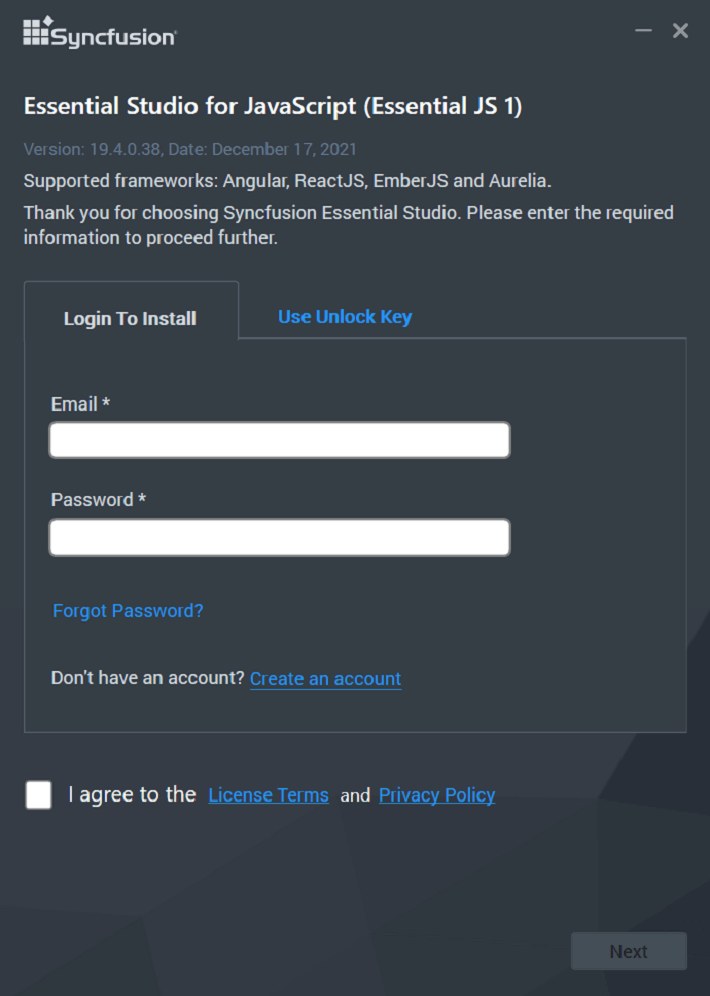 Syncfusion
Essential Studio for JavaScript (Essential JS 1)
Version: 19.4.0.38, Date: December 17, 2021
Supported frameworks: Angular, ReactJS, EmberJS and Aurelia.
Thank you for choosing Syncfusion Essential Studio. Please enter the required
information to proceed further.
Login To Install
Use Unlock Key
Email *
Password *
Forgot Password?
Don't have an account? Create an account
I agree to the License Terms and Privacy Policy
Next